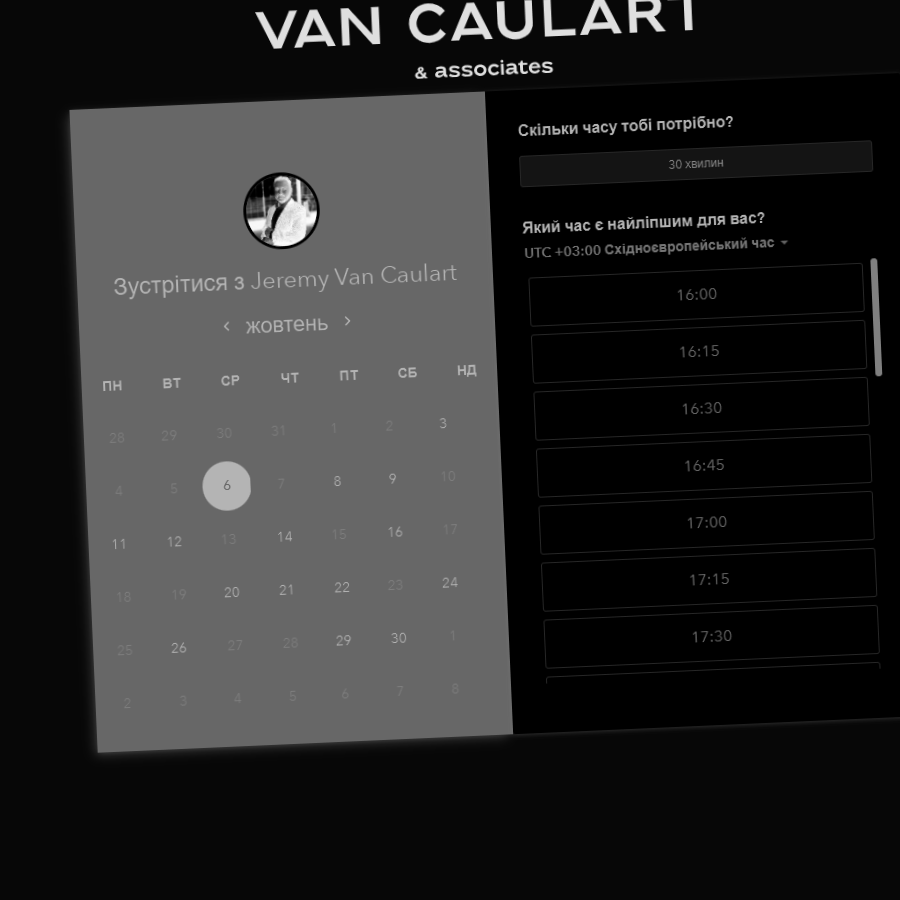 VAN CAULART
& associates
Зустрітися з Jeremy Van Caulart
‹ жовтень ›
ПН ВТ СР ЧТ ПТ СБ НД
28 29 30 31 1 2 3
4 5 6 7 8 9 10
11 12 13 14 15 16 17
18 19 20 21 22 23 24
25 26 27 28 29 30 1
2 3 4 5 6 7 8
Скільки часу тобі потрібно?
30 хвилин
Який час є найліпшим для вас?
UTC +03:00 Східноєвропейський час
16:00
16:15
16:30
16:45
17:00
17:15
17:30